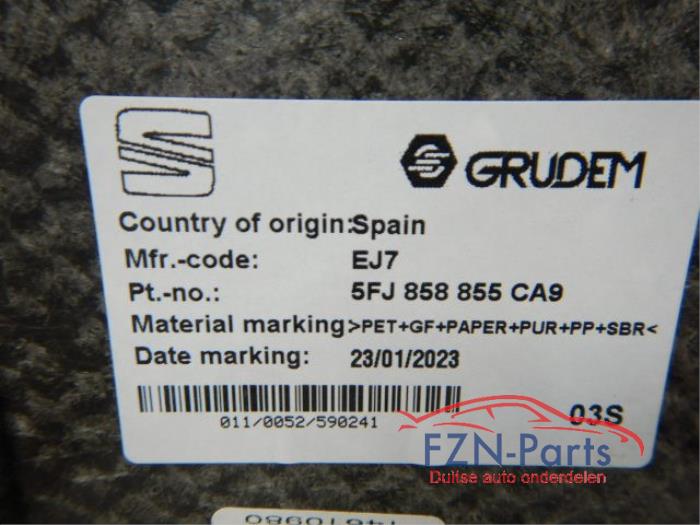 S GRUDEM
Country of origin:Spain
Mfr.-code: EJ7
Pt.-no.: 5FJ 858 855 CA9
Material marking>PET+GF+PAPER+PUR+PP+SBR<
Date marking: 23/01/2023
011/0052/590241
03S
FZN-Parts
Duitse auto onderdelen